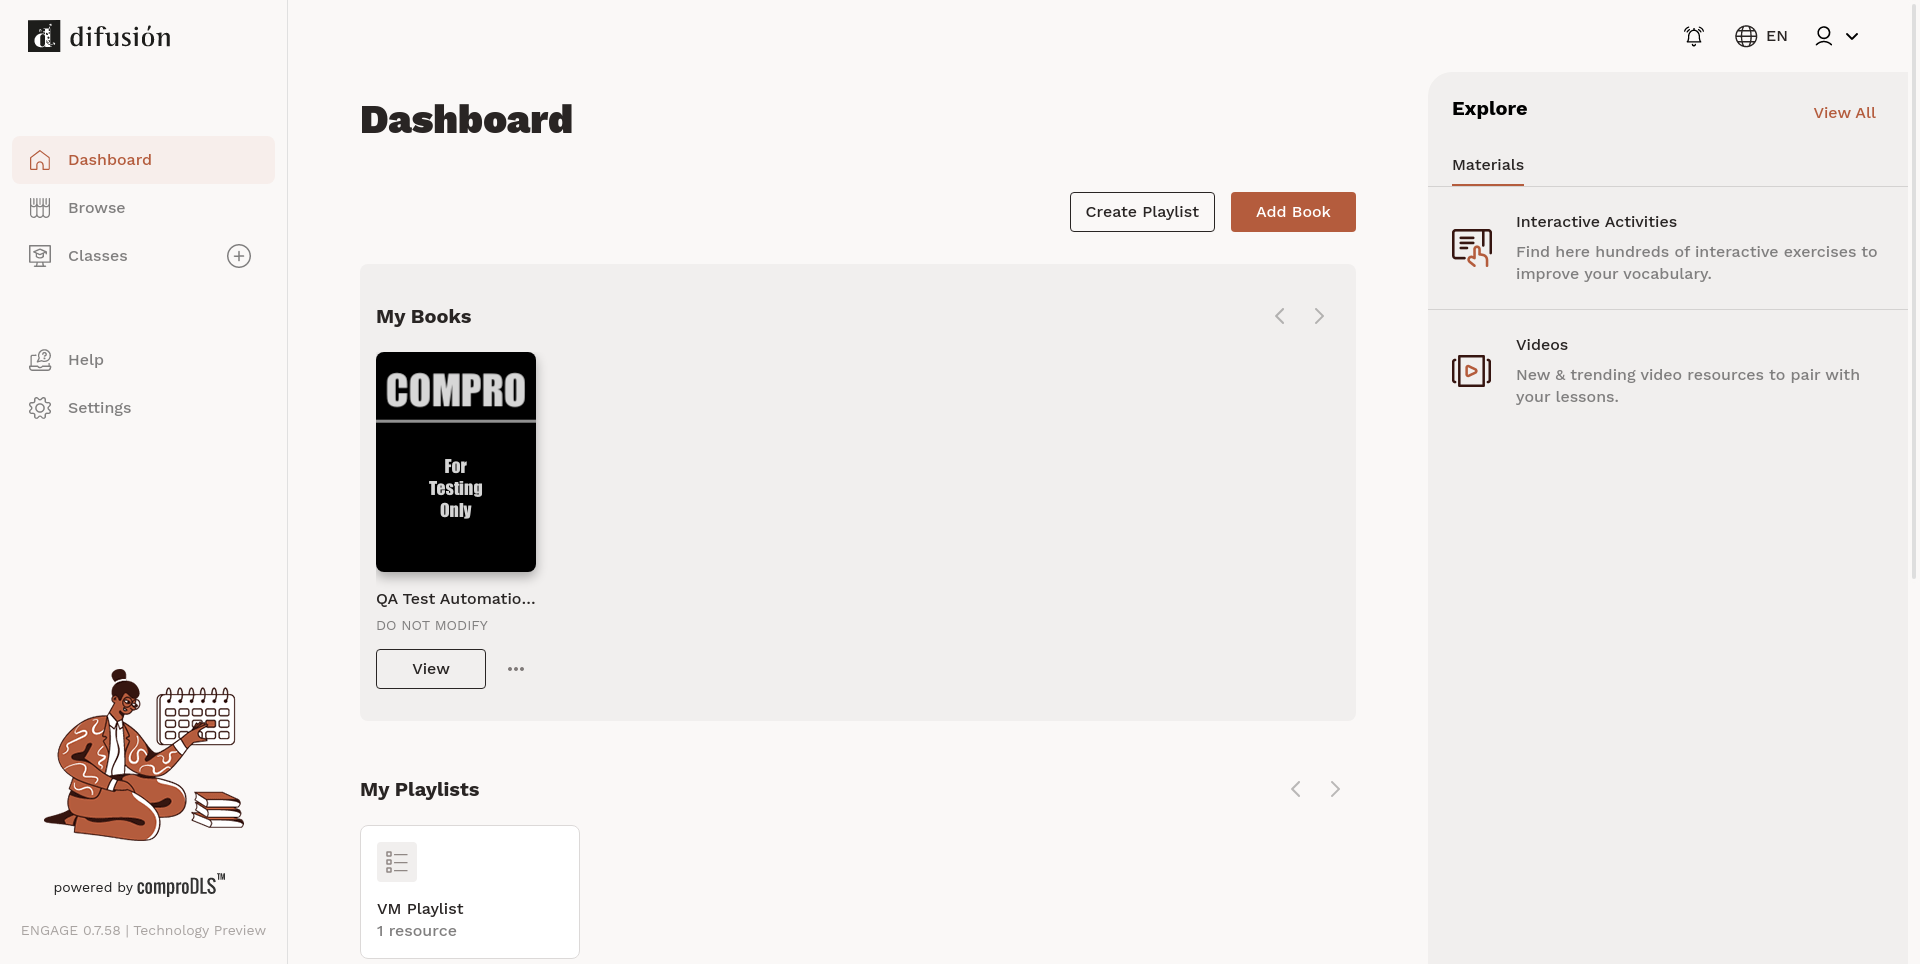 difusión
EN
Dashboard
Browse
Classes
Help
Settings
powered by comproDLS™
ENGAGE 0.7.58 | Technology Preview
Dashboard
Create Playlist
Add Book
My Books
COMPRO
For
Testing
Only
QA Test Automatio...
DO NOT MODIFY
View
My Playlists
VM Playlist
1 resource
Explore
View All
Materials
Interactive Activities
Find here hundreds of interactive exercises to
improve your vocabulary.
Videos
New & trending video resources to pair with
your lessons.